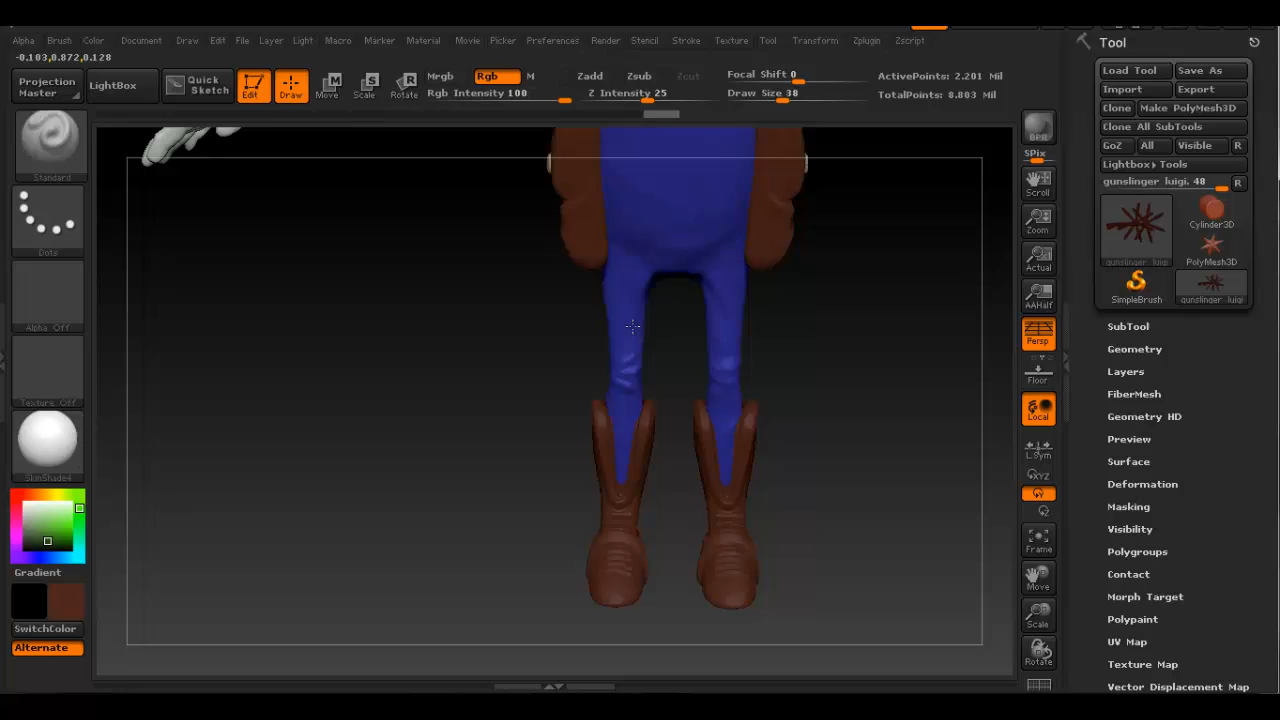 Alpha Brush Color Document Draw Edit File Layer Light Macro Marker Material Movie Picker Preferences Render Stencil Stroke Texture Tool Transform Zplugin Zscript
-0.103,0.872,0.128
Projection Master
LightBox
Quick Sketch
Edit
Draw
Move
Scale
Rotate
Mrgb Rgb M
Rgb Intensity 100
Zadd Zsub Zcut
Z Intensity 25
Focal Shift 0
Draw Size 38
ActivePoints: 2.201 Mil
TotalPoints: 8.803 Mil
Standard
Dots
Alpha Off
Texture Off
SkinShade4
Gradient
SwitchColor
Alternate
BPR
SPix
Scroll
Zoom
Actual
AAHalf
Persp
Floor
Local
L.Sym
XYZ
Y
Z
Frame
Move
Scale
Rotate
Tool
Load Tool Save As
Import Export
Clone Make PolyMesh3D
Clone All SubTools
GoZ All Visible R
Lightbox Tools
gunslinger luigi. 48 R
Cylinder3D
PolyMesh3D
SimpleBrush
gunslinger luigi
SubTool
Geometry
Layers
FiberMesh
Geometry HD
Preview
Surface
Deformation
Masking
Visibility
Polygroups
Contact
Morph Target
Polypaint
UV Map
Texture Map
Vector Displacement Map